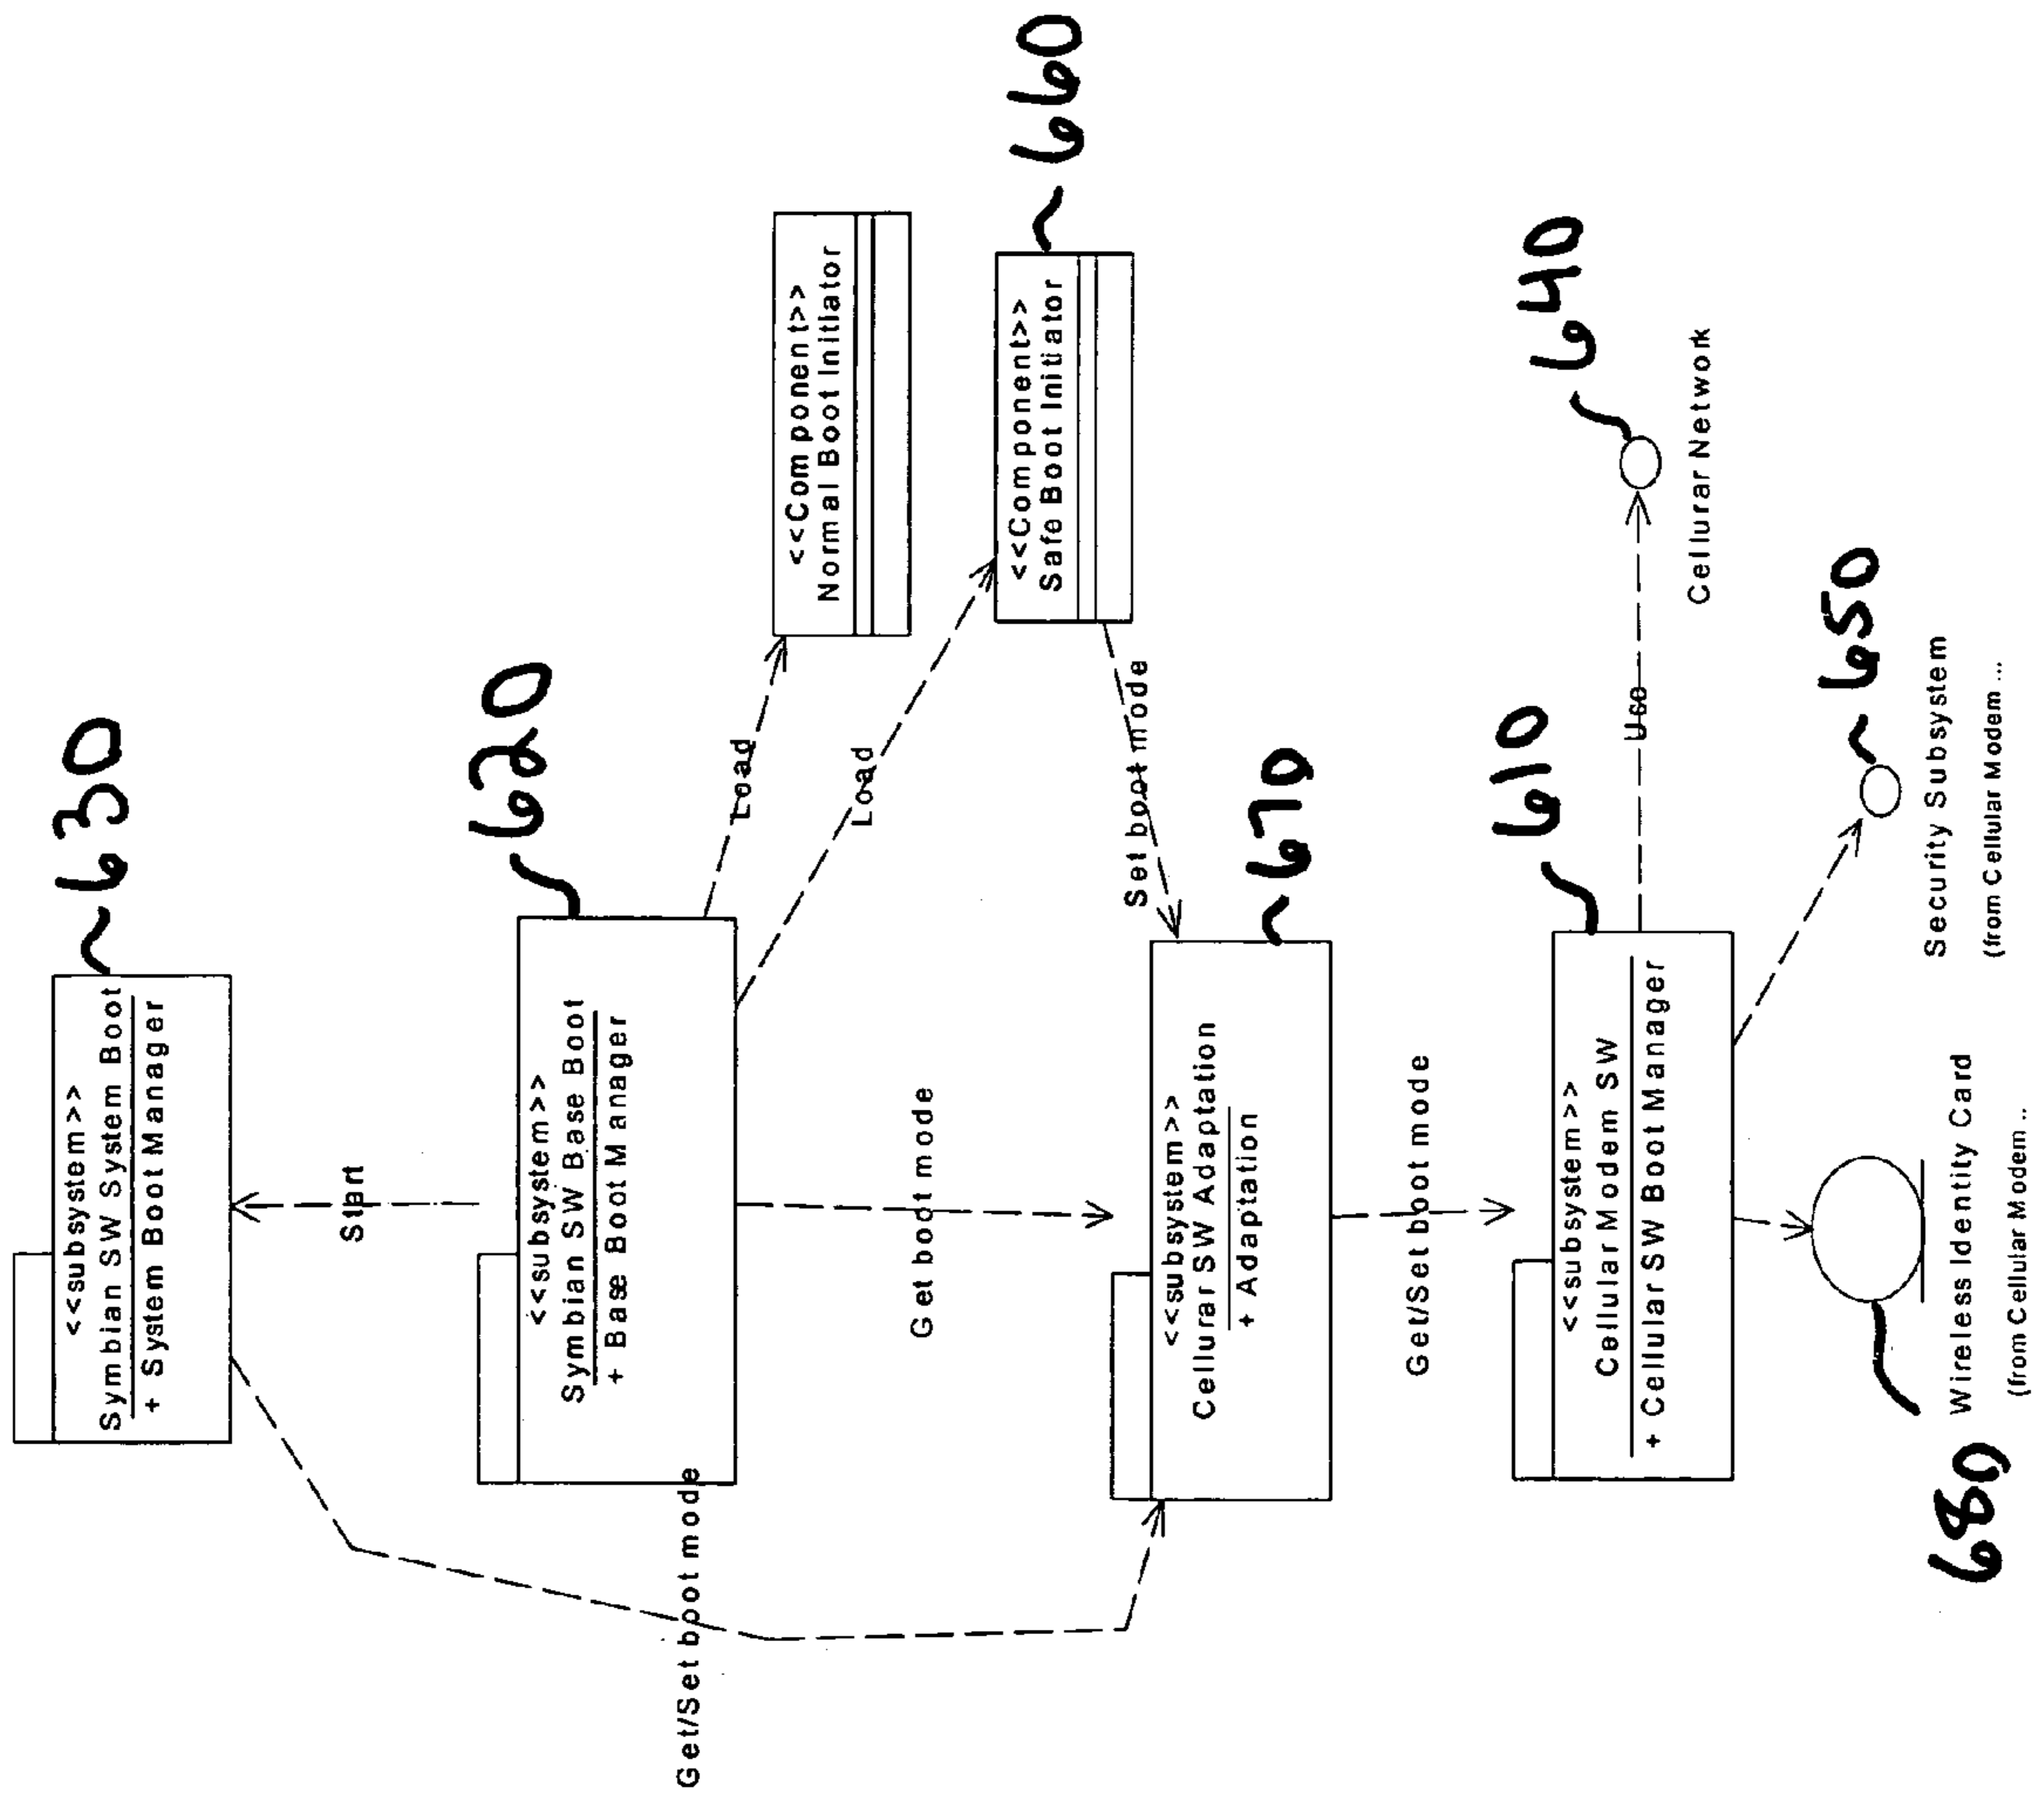 <<subsystem>>
Symbian SW System Boot
+ System Boot Manager
630
Start
<<subsystem>>
Symbian SW Base Boot
+ Base Boot Manager
620
Get/Set boot mode
Load
<<Component>>
Normal Boot Initiator
Load
Get boot mode
<<Component>>
Safe Boot Initiator
660
Set boot mode
<<subsystem>>
Cellurar SW Adaptation
+ Adaptation
670
Get/Set boot mode
<<subsystem>>
Cellular Modem SW
+ Cellular SW Boot Manager
610
Use
640
Cellurar Network
650
Security Subsystem
(from Cellular Modem ...
680
Wireless Identity Card
(from Cellular Modem ..